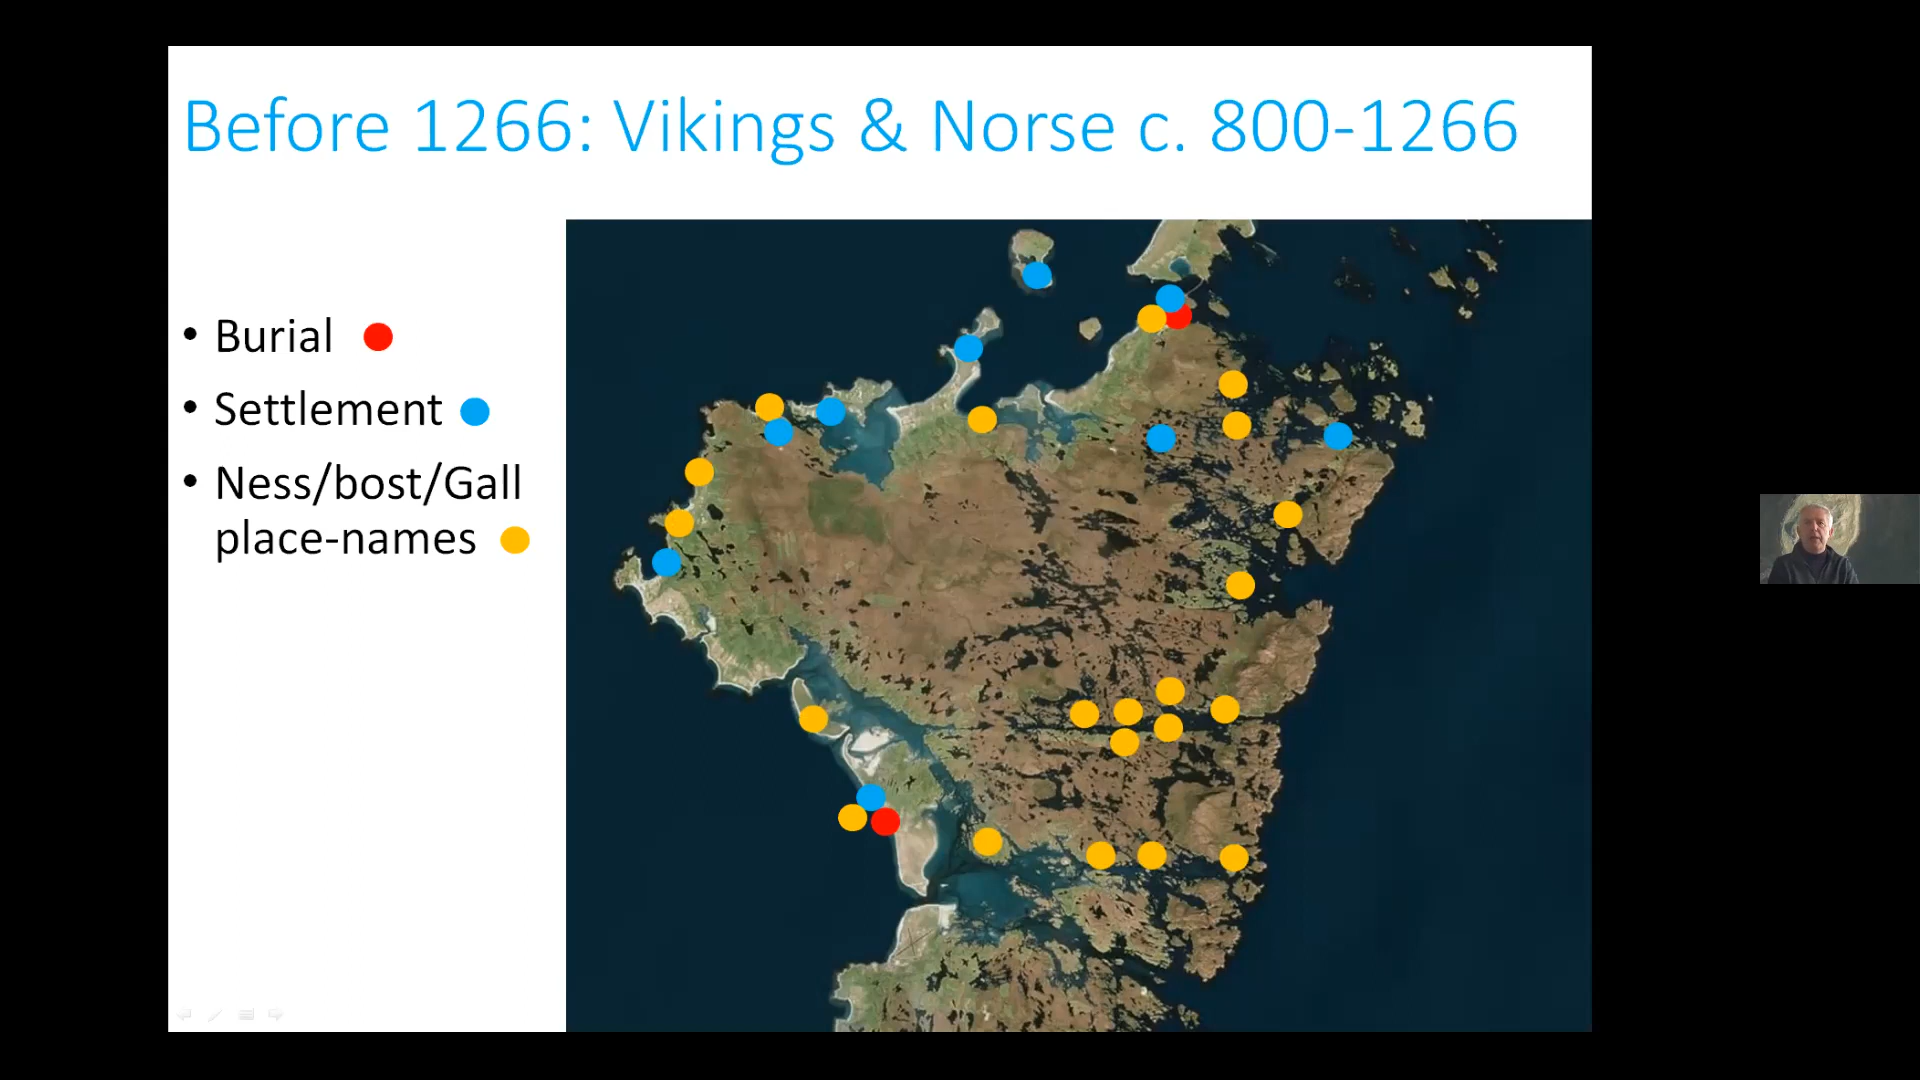 Before 1266: Vikings & Norse c. 800-1266
• Burial
• Settlement
• Ness/bost/Gall
place-names